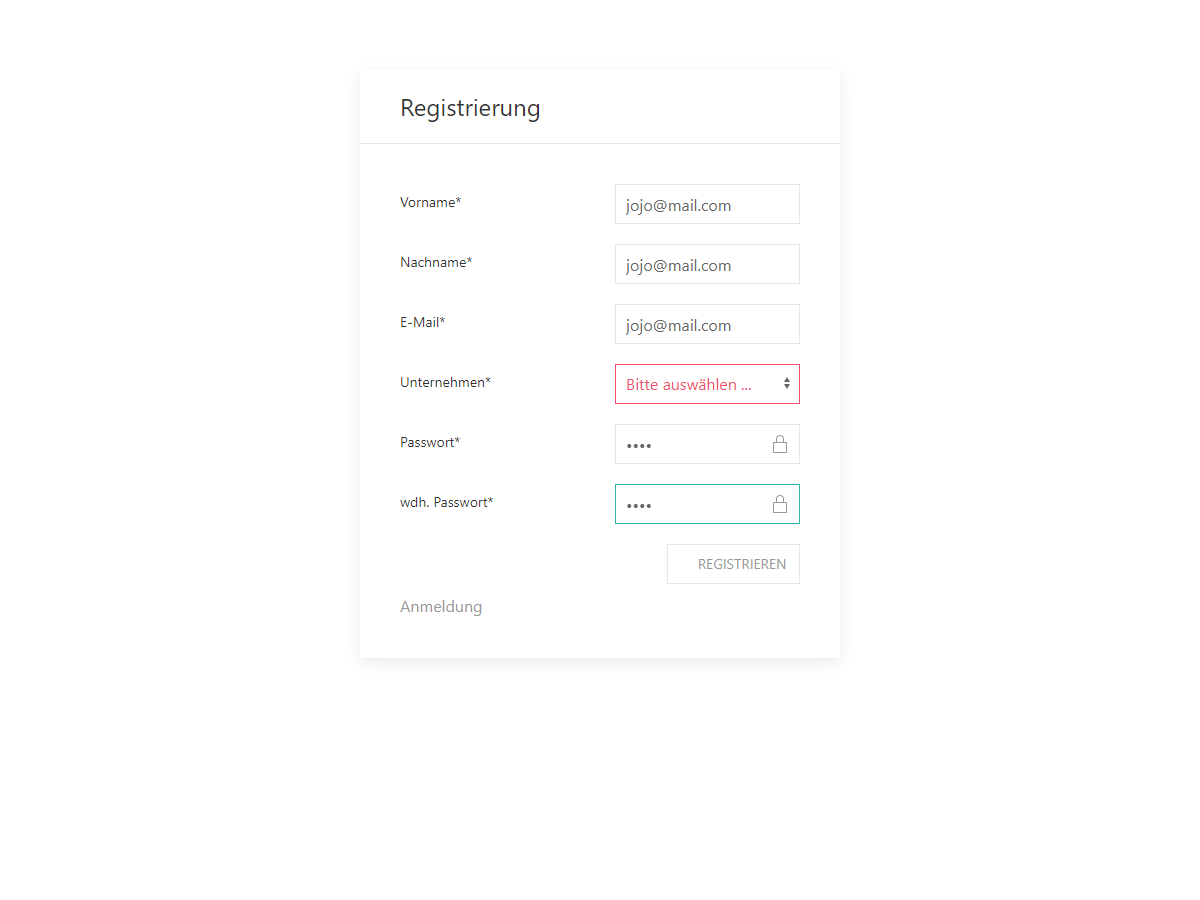 Registrierung
Vorname* jojo@mail.com
Nachname* jojo@mail.com
E-Mail* jojo@mail.com
Unternehmen* Bitte auswählen ...
Passwort* ••••
wdh. Passwort* ••••
REGISTRIEREN
Anmeldung